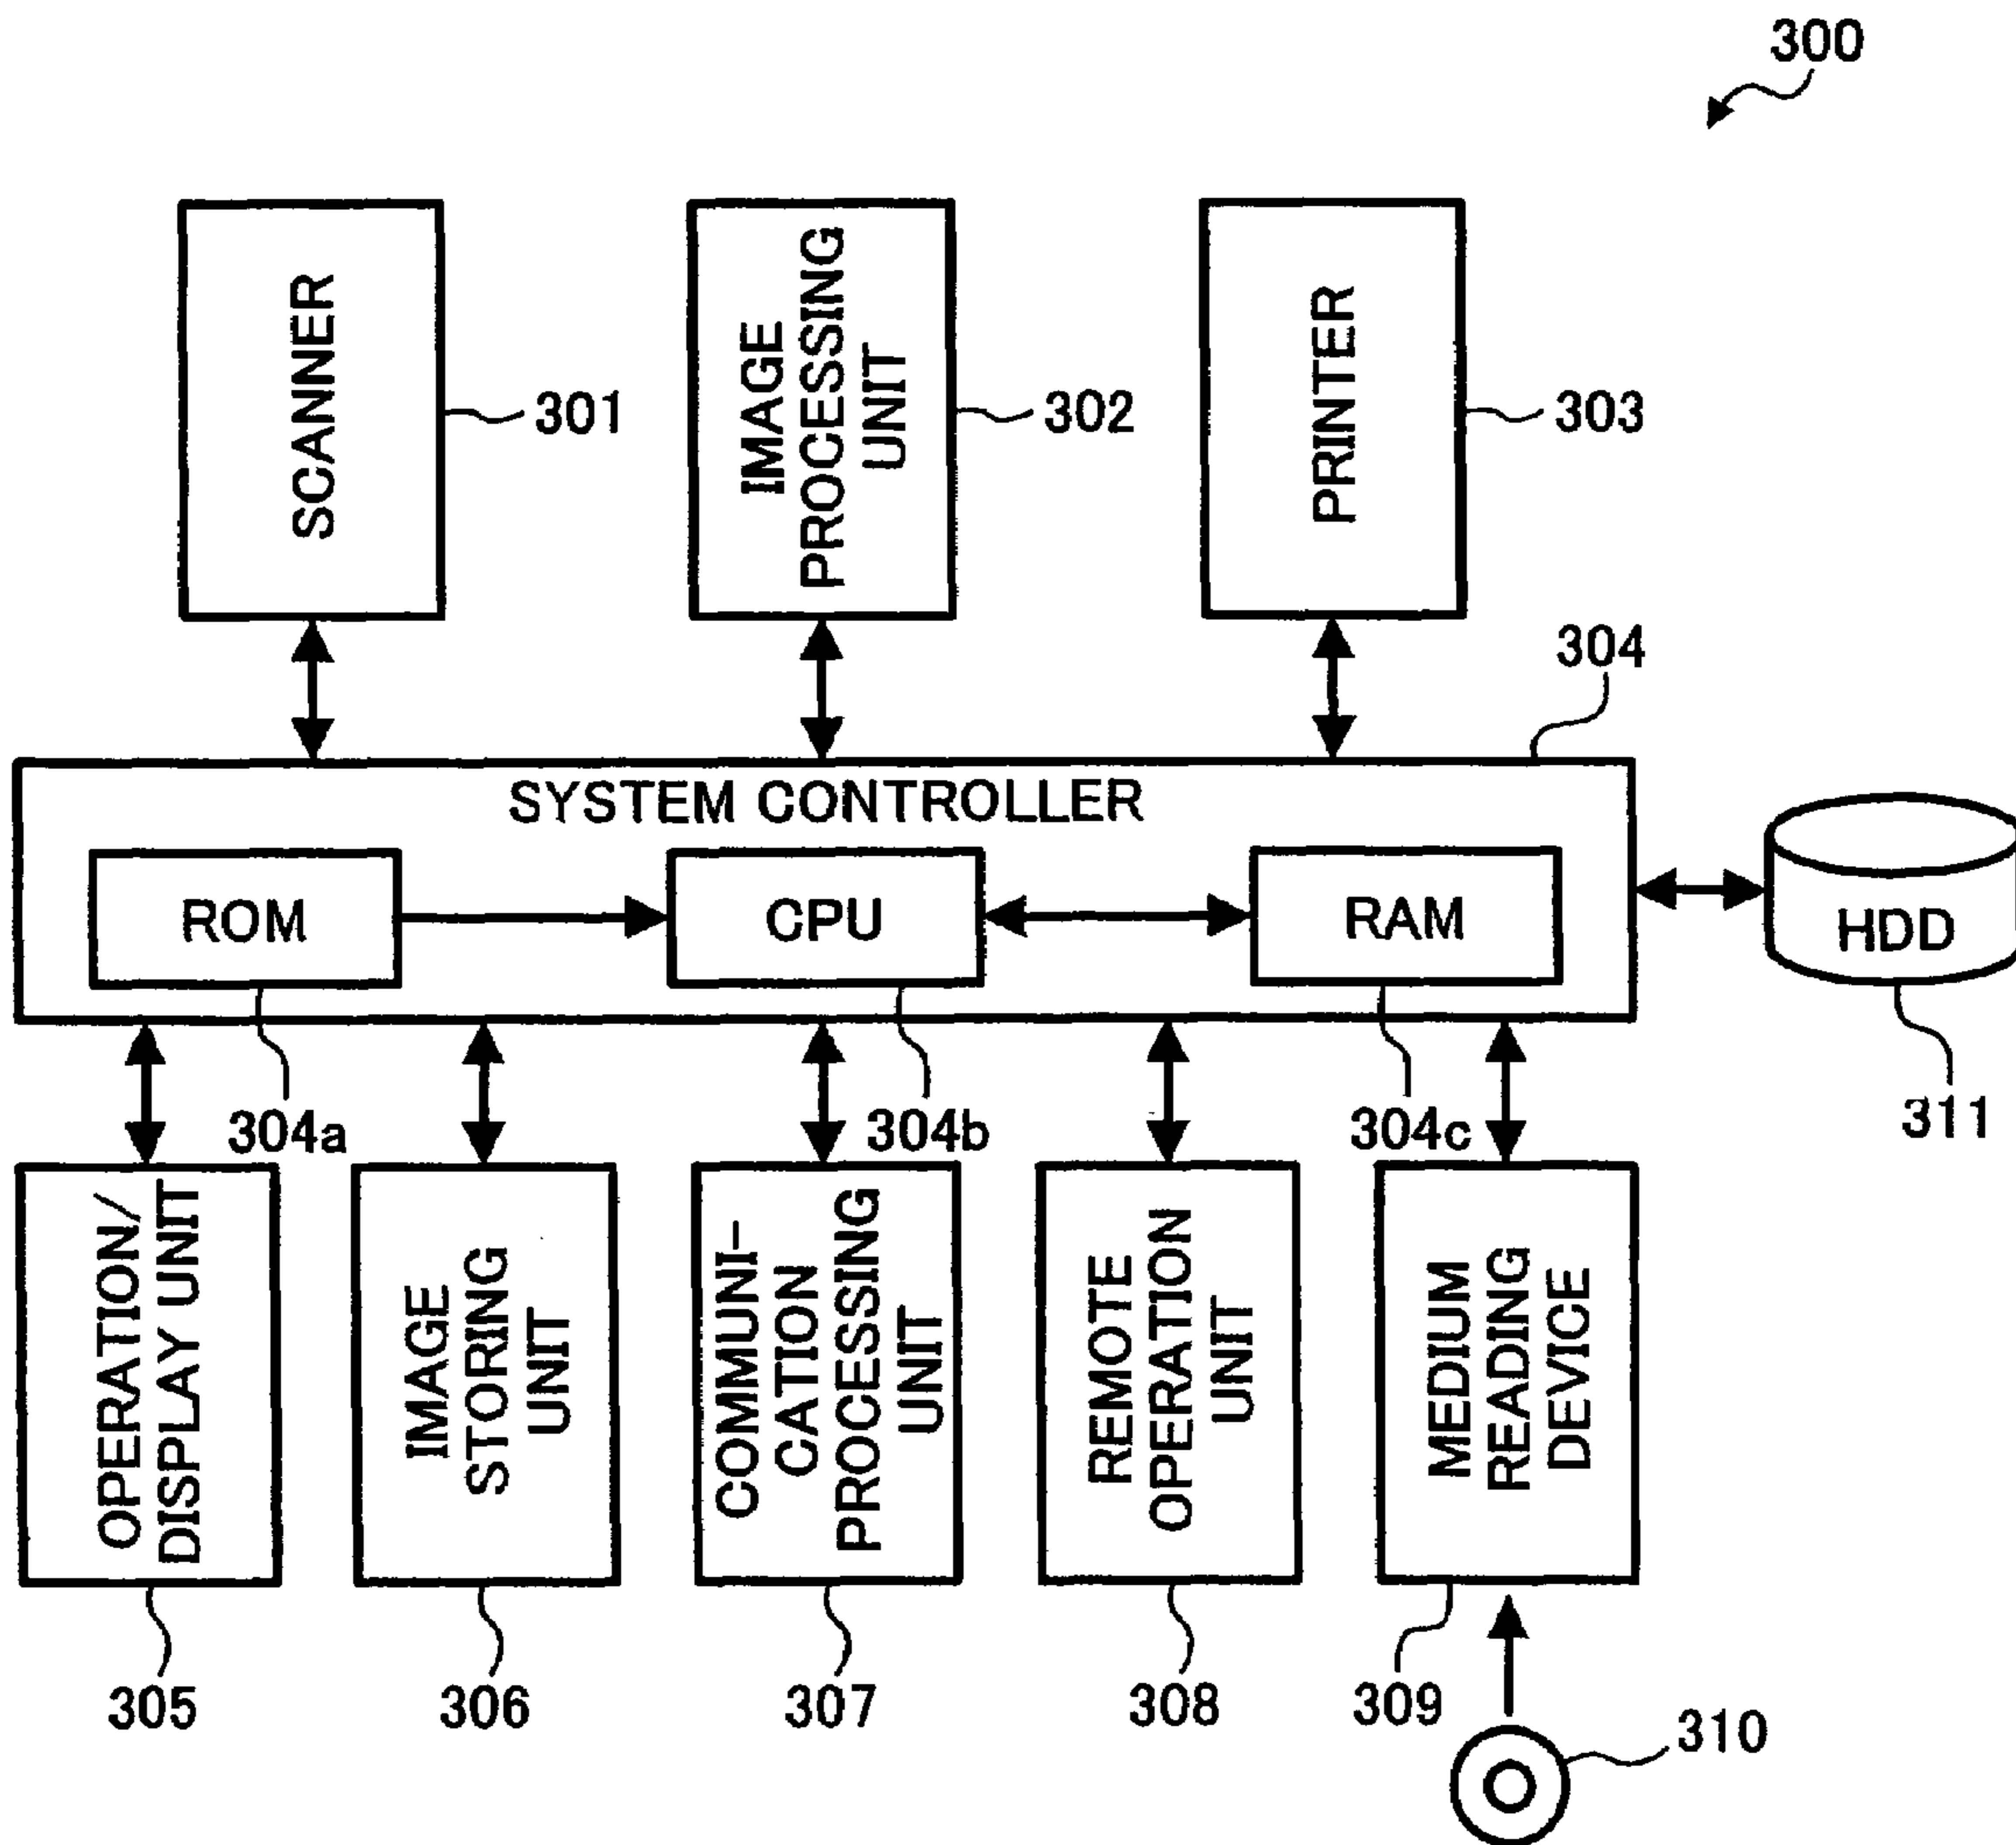 300
SCANNER
301
IMAGE
PROCESSING
UNIT
302
PRINTER
303
304
SYSTEM CONTROLLER
ROM
CPU
RAM
HDD
304a
304b
304c
311
OPERATION/
DISPLAY UNIT
IMAGE
STORING
UNIT
COMMUNI-
CATION
PROCESSING
UNIT
REMOTE
OPERATION
UNIT
MEDIUM
READING
DEVICE
305
306
307
308
309
310